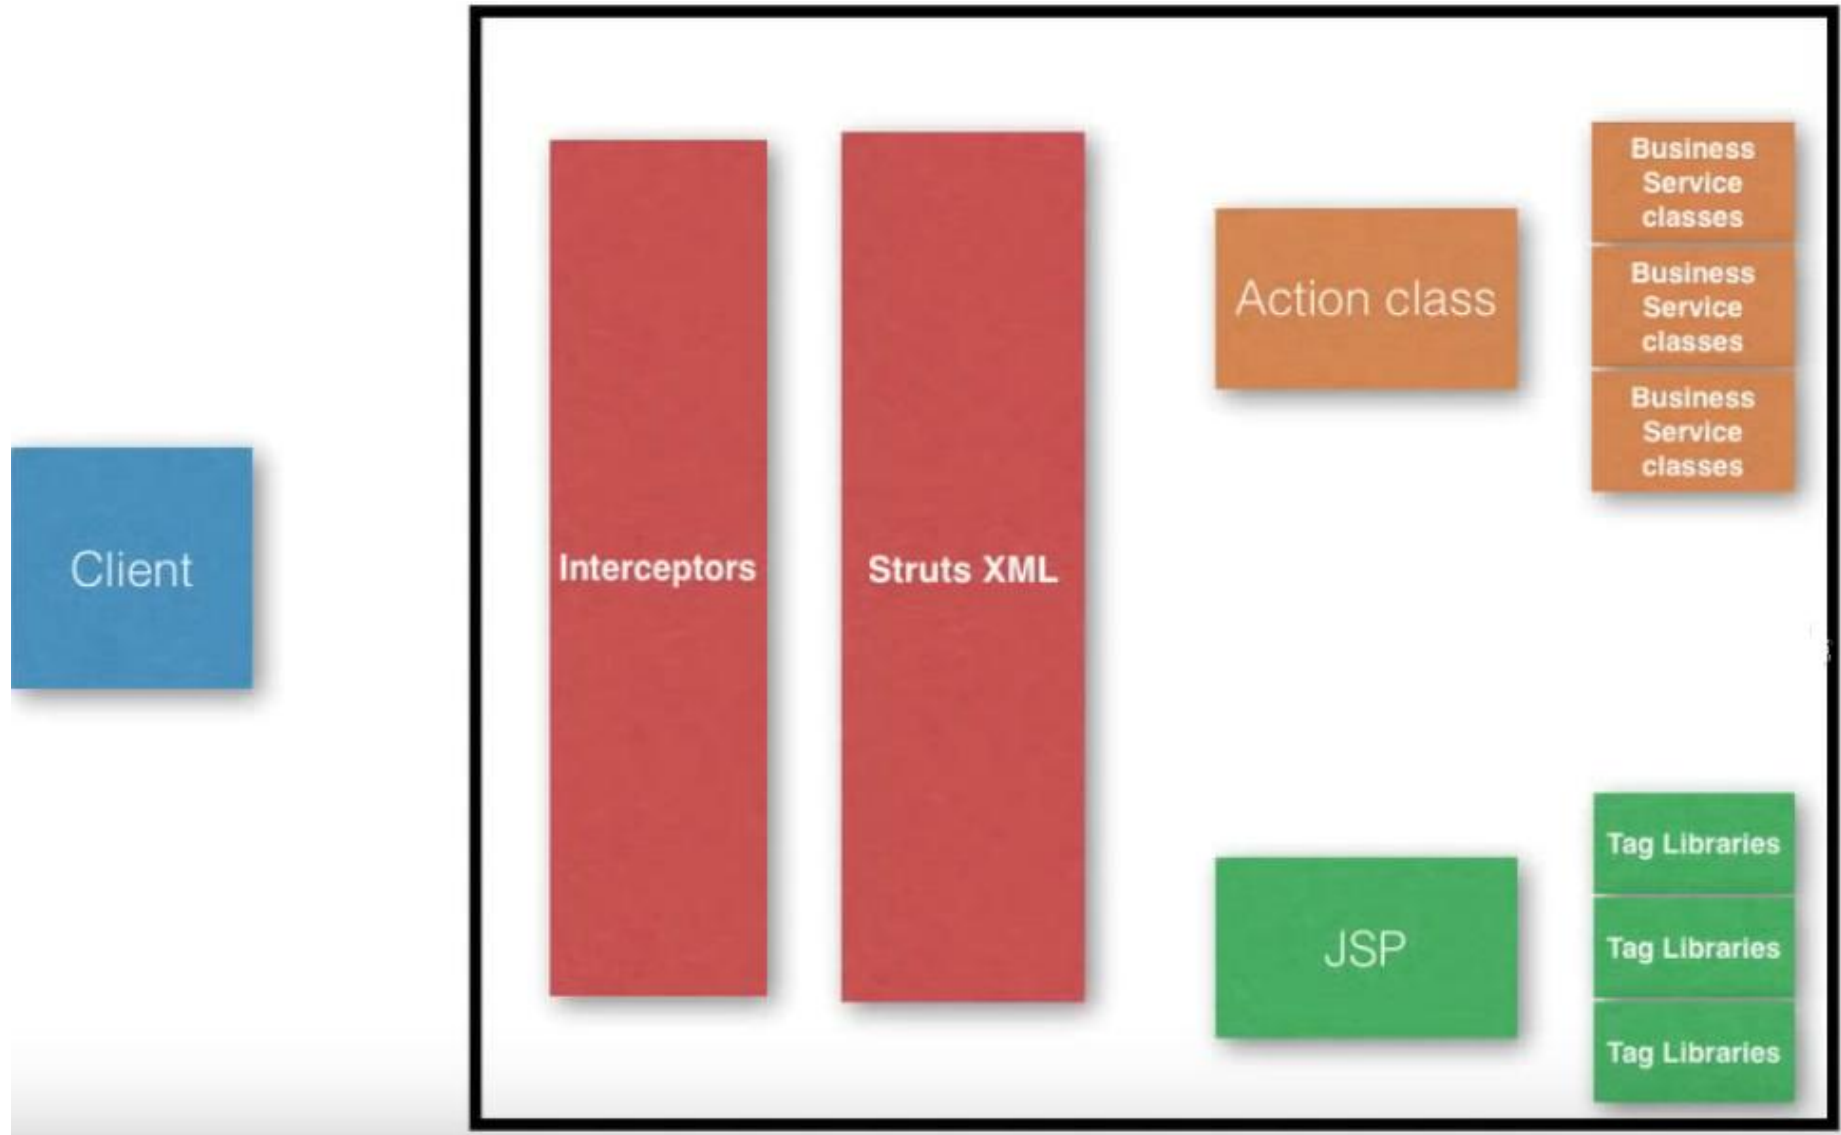 Client
Interceptors
Struts XML
Action class
Business
Service
classes
Business
Service
classes
Business
Service
classes
JSP
Tag Libraries
Tag Libraries
Tag Libraries